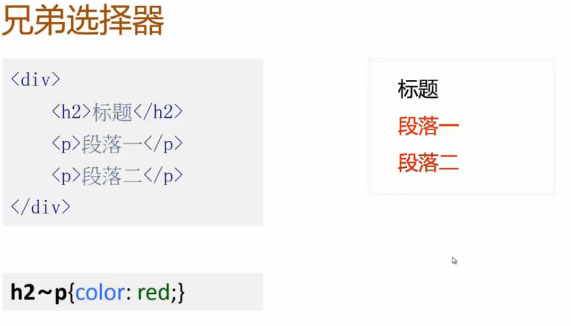 兄弟选择器
<div>
<h2>标题</h2>
<p>段落一</p>
<p>段落二</p>
</div>
标题
段落一
段落二
h2~p{color: red;}